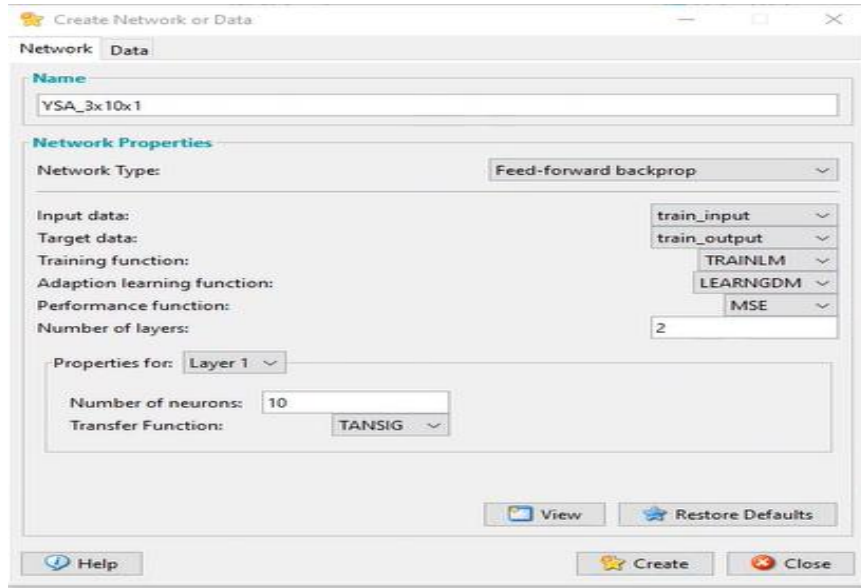 Create Network or Data
Network Data
Name
YSA_3x10x1
Network Properties
Network Type: Feed-forward backprop
Input data: train_input
Target data: train_output
Training function: TRAINLM
Adaption learning function: LEARNGDM
Performance function: MSE
Number of layers: 2
Properties for: Layer 1
Number of neurons: 10
Transfer Function: TANSIG
View Restore Defaults
Help Create Close